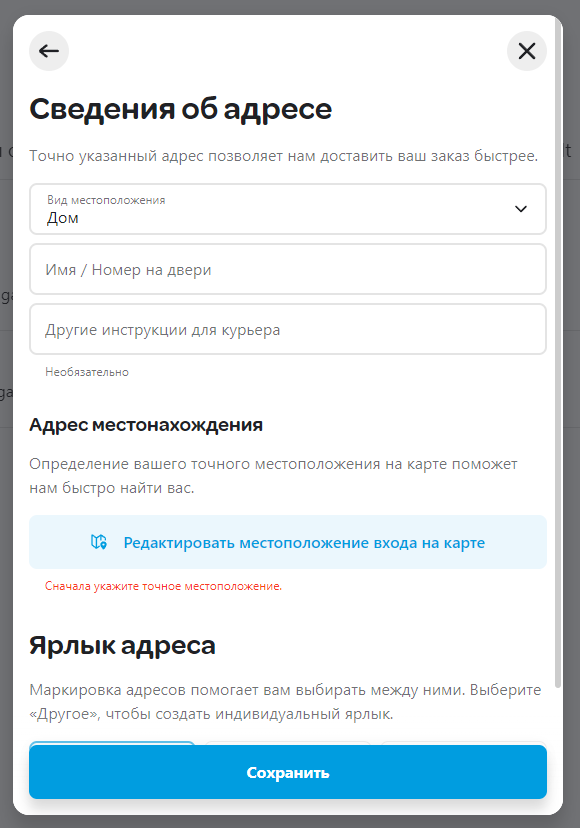 Сведения об адресе
Точно указанный адрес позволяет нам доставить ваш заказ быстрее.
Вид местоположения
Дом
Имя / Номер на двери
Другие инструкции для курьера
Необязательно
Адрес местонахождения
Определение вашего точного местоположения на карте поможет
нам быстро найти вас.
Редактировать местоположение входа на карте
Сначала укажите точное местоположение.
Ярлык адреса
Маркировка адресов помогает вам выбирать между ними. Выберите
«Другое», чтобы создать индивидуальный ярлык.
Сохранить